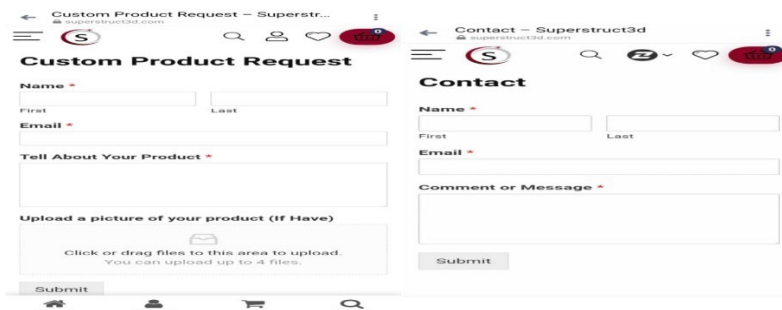 Custom Product Request – Superstr...
superstruct3d.com
S
0
Custom Product Request
Name *
First
Last
Email *
Tell About Your Product *
Upload a picture of your product (If Have)
Click or drag files to this area to upload.
You can upload up to 4 files.
Submit
Contact – Superstruct3d
superstruct3d.com
S
0
Contact
Name *
First
Last
Email *
Comment or Message *
Submit